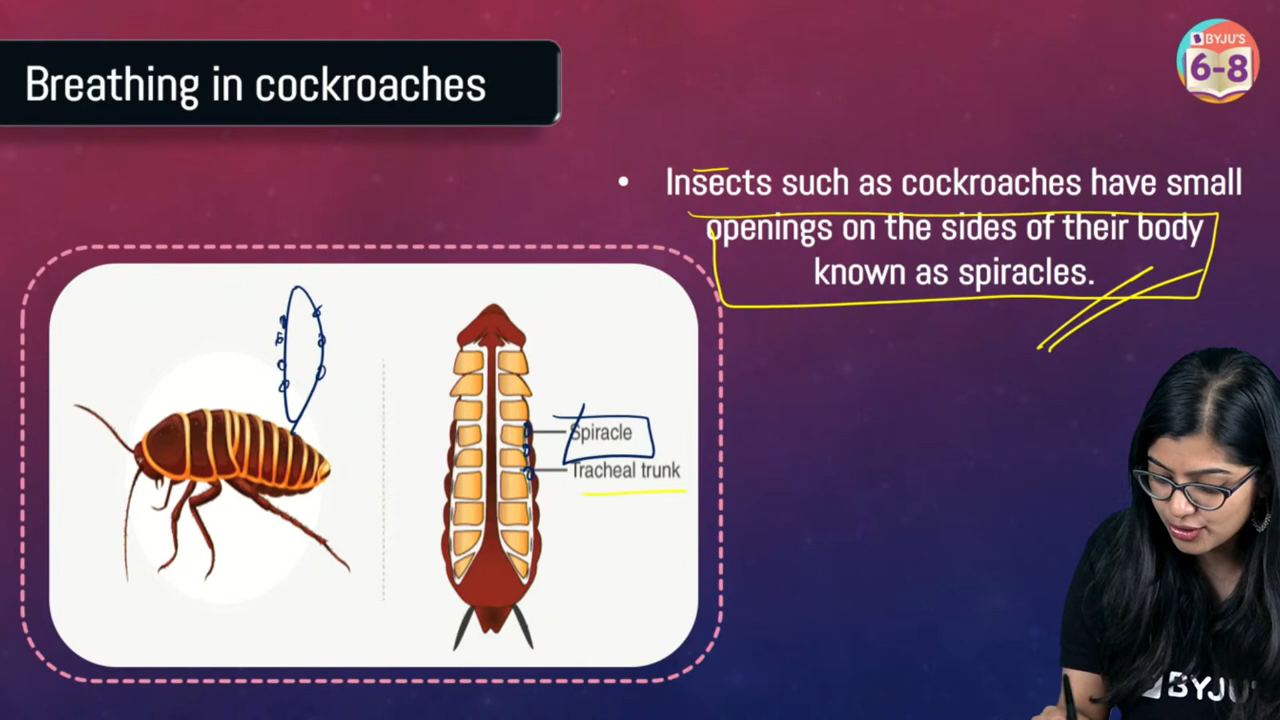 Breathing in cockroaches
BYJU'S
6-8
• Insects such as cockroaches have small
openings on the sides of their body
known as spiracles.
Spiracle
Tracheal trunk
BYJU'S